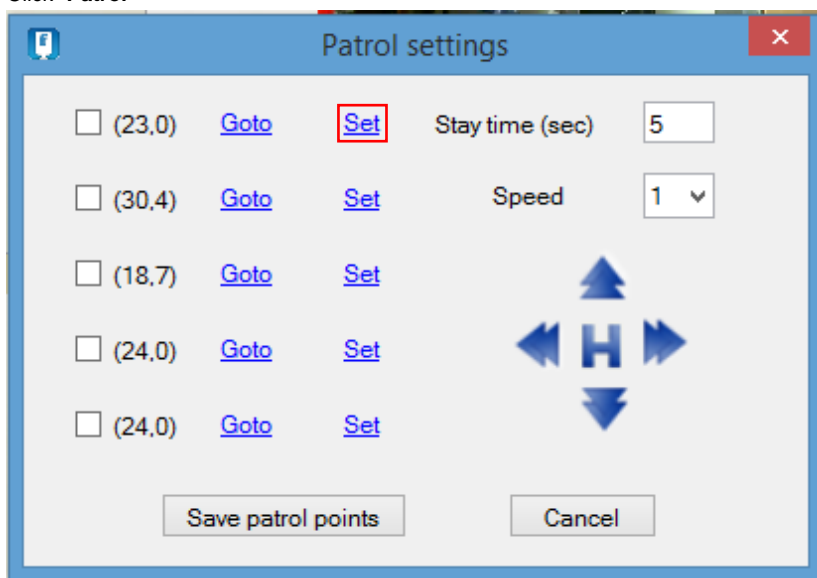 Patrol settings
(23,0) Goto Set Stay time (sec) 5
(30,4) Goto Set Speed 1
(18,7) Goto Set
(24,0) Goto Set H
(24,0) Goto Set
Save patrol points Cancel